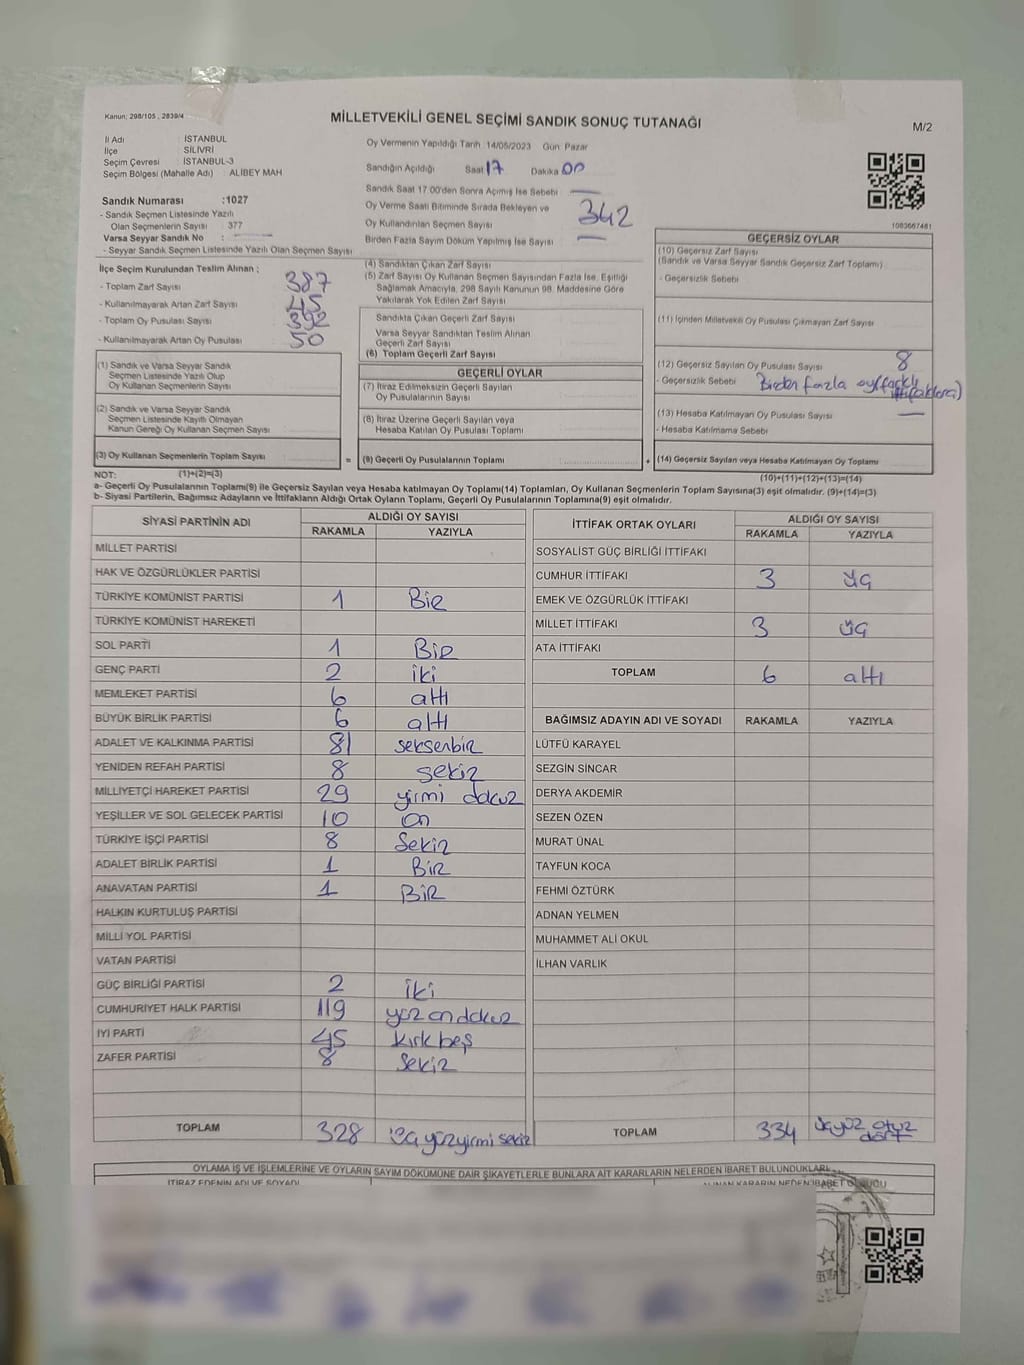 Kanun; 298/105 , 2839/4
MİLLETVEKİLİ GENEL SEÇİMİ SANDIK SONUÇ TUTANAĞI
M/2
İl Adı : İSTANBUL
İlçe : SİLİVRİ
Seçim Çevresi : İSTANBUL-3
Seçim Bölgesi (Mahalle Adı) : ALIBEY MAH
Oy Vermenin Yapıldığı Tarih 14/05/2023 Gün: Pazar
Sandığın Açıldığı Saat 17 Dakika 00
Sandık Saat 17:00'den Sonra Açılmış İse Sebebi
Oy Verme Saati Bitiminde Sırada Bekleyen ve
Oy Kullandırılan Seçmen Sayısı 342
Birden Fazla Sayım Döküm Yapılmış İse Sayısı
1083667461
Sandık Numarası :1027
- Sandık Seçmen Listesinde Yazılı
Olan Seçmenlerin Sayısı : 377
Varsa Seyyar Sandık No :
- Seyyar Sandık Seçmen Listesinde Yazılı Olan Seçmen Sayısı
İlçe Seçim Kurulundan Teslim Alınan ;
- Toplam Zarf Sayısı 387
- Kullanılmayarak Artan Zarf Sayısı 45
- Toplam Oy Pusulası Sayısı 392
- Kullanılmayarak Artan Oy Pusulası 50
(1) Sandık ve Varsa Seyyar Sandık
Seçmen Listesinde Yazılı Olup
Oy Kullanan Seçmenlerin Sayısı
(2) Sandık ve Varsa Seyyar Sandık
Seçmen Listesinde Kayıtlı Olmayan
Kanun Gereği Oy Kullanan Seçmen Sayısı
(3) Oy Kullanan Seçmenlerin Toplam Sayısı
(4) Sandıktan Çıkan Zarf Sayısı
(5) Zarf Sayısı Oy Kullanan Seçmen Sayısından Fazla İse, Eşitliği
Sağlamak Amacıyla, 298 Sayılı Kanunun 98. Maddesine Göre
Yakılarak Yok Edilen Zarf Sayısı
Sandıkta Çıkan Geçerli Zarf Sayısı
Varsa Seyyar Sandıktan Teslim Alınan
Geçerli Zarf Sayısı
(6) Toplam Geçerli Zarf Sayısı
GEÇERLİ OYLAR
(7) İtiraz Edilmeksizin Geçerli Sayılan
Oy Pusulalarının Sayısı
(8) İtiraz Üzerine Geçerli Sayılan veya
Hesaba Katılan Oy Pusulası Toplamı
= (9) Geçerli Oy Pusulalarının Toplamı
GEÇERSİZ OYLAR
(10) Geçersiz Zarf Sayısı
(Sandık ve Varsa Seyyar Sandık Geçersiz Zarf Toplamı)
- Geçersizlik Sebebi
(11) İçinden Milletvekili Oy Pusulası Çıkmayan Zarf Sayısı
(12) Geçersiz Sayılan Oy Pusulası Sayısı 8
- Geçersizlik Sebebi Birden fazla oy (farklı
ittifaklara)
(13) Hesaba Katılmayan Oy Pusulası Sayısı
- Hesaba Katılmama Sebebi
+ (14) Geçersiz Sayılan veya Hesaba Katılmayan Oy Toplamı
NOT: (1)+(2)=(3)
(10)+(11)+(12)+(13)=(14)
a- Geçerli Oy Pusulalarının Toplamı(9) ile Geçersiz Sayılan veya Hesaba katılmayan Oy Toplamı(14) Toplamları, Oy Kullanan Seçmenlerin Toplam Sayısına(3) eşit olmalıdır. (9)+(14)=(3)
b- Siyasi Partilerin, Bağımsız Adayların ve İttifakların Aldığı Ortak Oyların Toplamı, Geçerli Oy Pusulalarının Toplamına(9) eşit olmalıdır.
SİYASİ PARTİNİN ADI ALDIĞI OY SAYISI
RAKAMLA YAZIYLA
MİLLET PARTİSİ
HAK VE ÖZGÜRLÜKLER PARTİSİ
TÜRKİYE KOMÜNİST PARTİSİ 1 Bir
TÜRKİYE KOMÜNİST HAREKETİ
SOL PARTİ 1 Bir
GENÇ PARTİ 2 iki
MEMLEKET PARTİSİ 6 altı
BÜYÜK BİRLİK PARTİSİ 6 altı
ADALET VE KALKINMA PARTİSİ 81 seksenbir
YENİDEN REFAH PARTİSİ 8 sekiz
MİLLİYETÇİ HAREKET PARTİSİ 29 yirmi dokuz
YEŞİLLER VE SOL GELECEK PARTİSİ 10 on
TÜRKİYE İŞÇİ PARTİSİ 8 Sekiz
ADALET BİRLİK PARTİSİ 1 Bir
ANAVATAN PARTİSİ 1 Bir
HALKIN KURTULUŞ PARTİSİ
MİLLİ YOL PARTİSİ
VATAN PARTİSİ
GÜÇ BİRLİĞİ PARTİSİ 2 iki
CUMHURİYET HALK PARTİSİ 119 yüz on dokuz
İYİ PARTİ 45 kırk beş
ZAFER PARTİSİ 8 Sekiz
TOPLAM 328 üç yüz yirmi sekiz
İTTİFAK ORTAK OYLARI ALDIĞI OY SAYISI
RAKAMLA YAZIYLA
SOSYALİST GÜÇ BİRLİĞİ İTTİFAKI
CUMHUR İTTİFAKI 3 üç
EMEK VE ÖZGÜRLÜK İTTİFAKI
MİLLET İTTİFAKI 3 üç
ATA İTTİFAKI
TOPLAM 6 altı
BAĞIMSIZ ADAYIN ADI VE SOYADI RAKAMLA YAZIYLA
LÜTFÜ KARAYEL
SEZGİN SİNCAR
DERYA AKDEMİR
SEZEN ÖZEN
MURAT ÜNAL
TAYFUN KOCA
FEHMİ ÖZTÜRK
ADNAN YELMEN
MUHAMMET ALİ OKUL
İLHAN VARLIK
TOPLAM 334 üçyüz otuz
dört
OYLAMA İŞ VE İŞLEMLERİNE VE OYLARIN SAYIM DÖKÜMÜNE DAİR ŞİKAYETLERLE BUNLARA AİT KARARLARIN NELERDEN İBARET BULUNDUKLARI
İTİRAZ EDENİN ADI VE SOYADI
ALINAN KARARIN NEDEN İBARET OLDUĞU